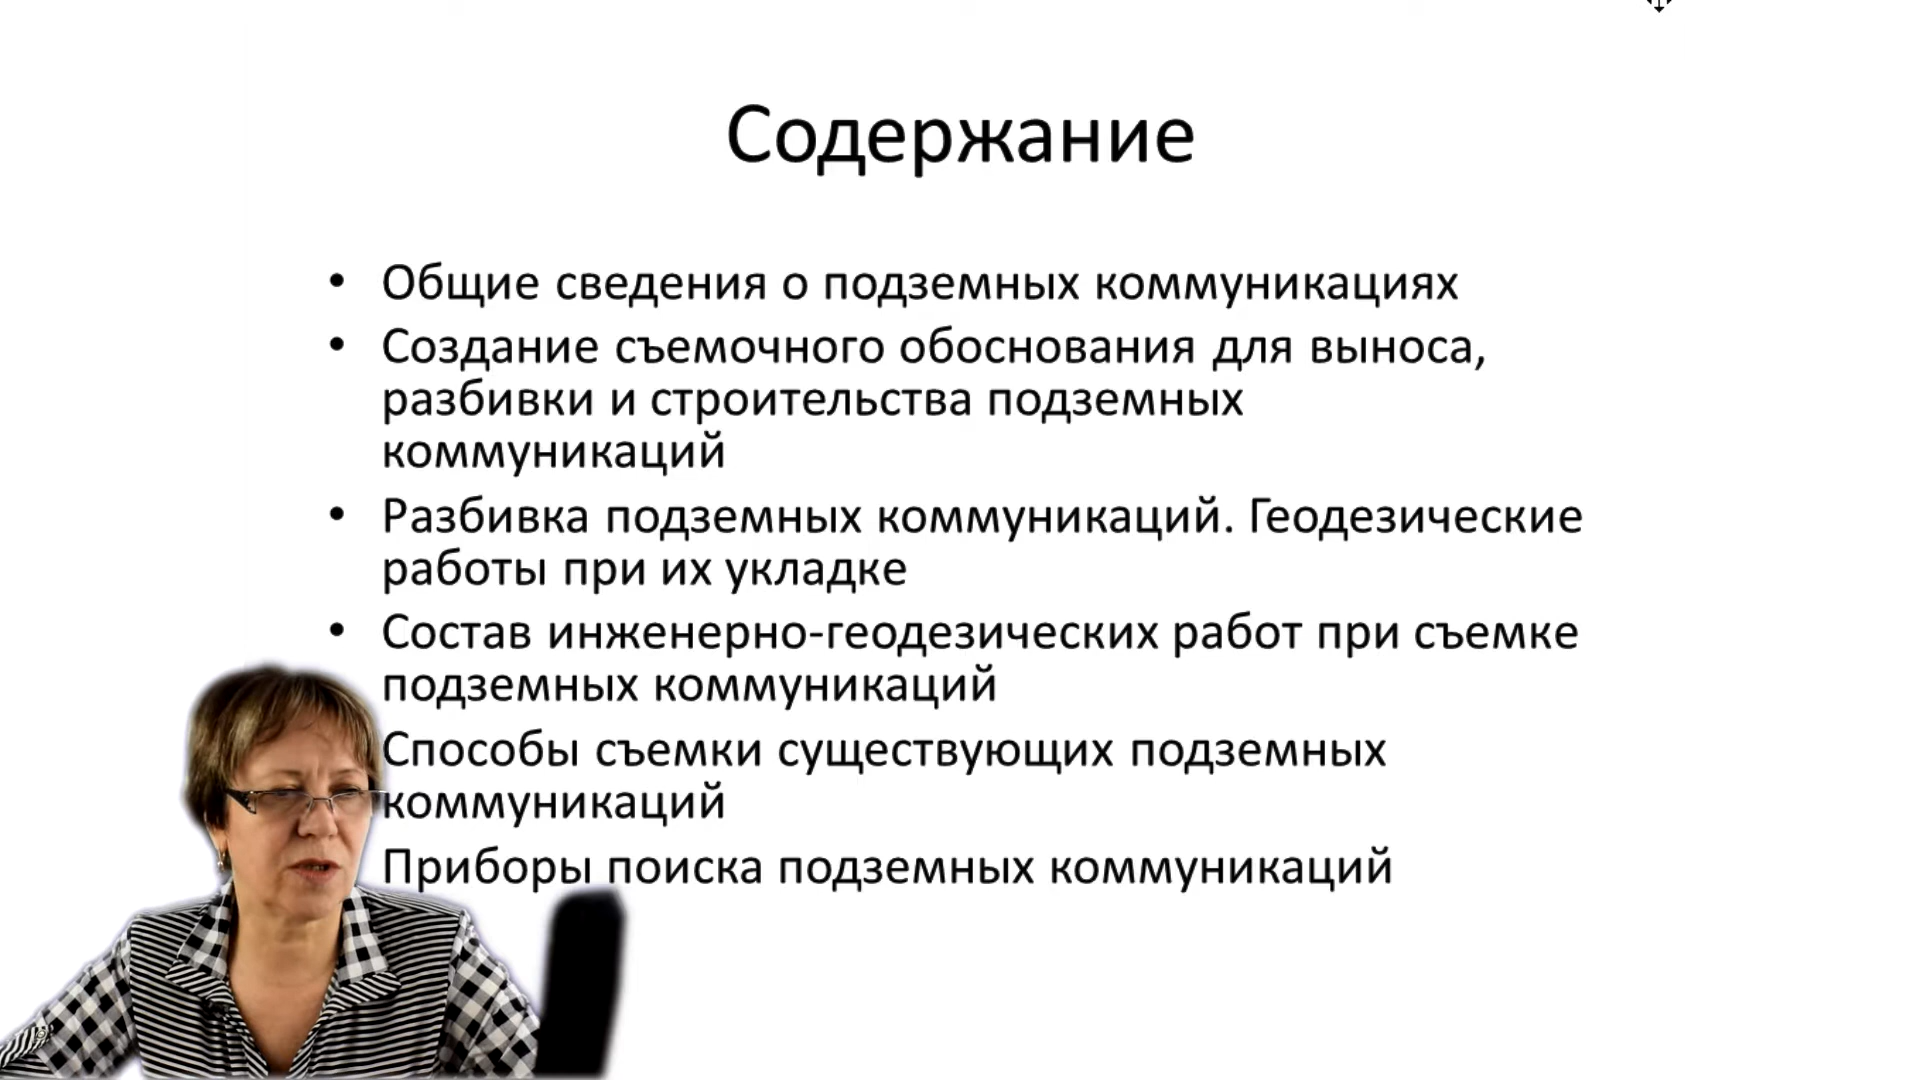 Содержание
• Общие сведения о подземных коммуникациях
• Создание съемочного обоснования для выноса,
разбивки и строительства подземных
коммуникаций
• Разбивка подземных коммуникаций. Геодезические
работы при их укладке
• Состав инженерно-геодезических работ при съемке
подземных коммуникаций
Способы съемки существующих подземных
коммуникаций
Приборы поиска подземных коммуникаций